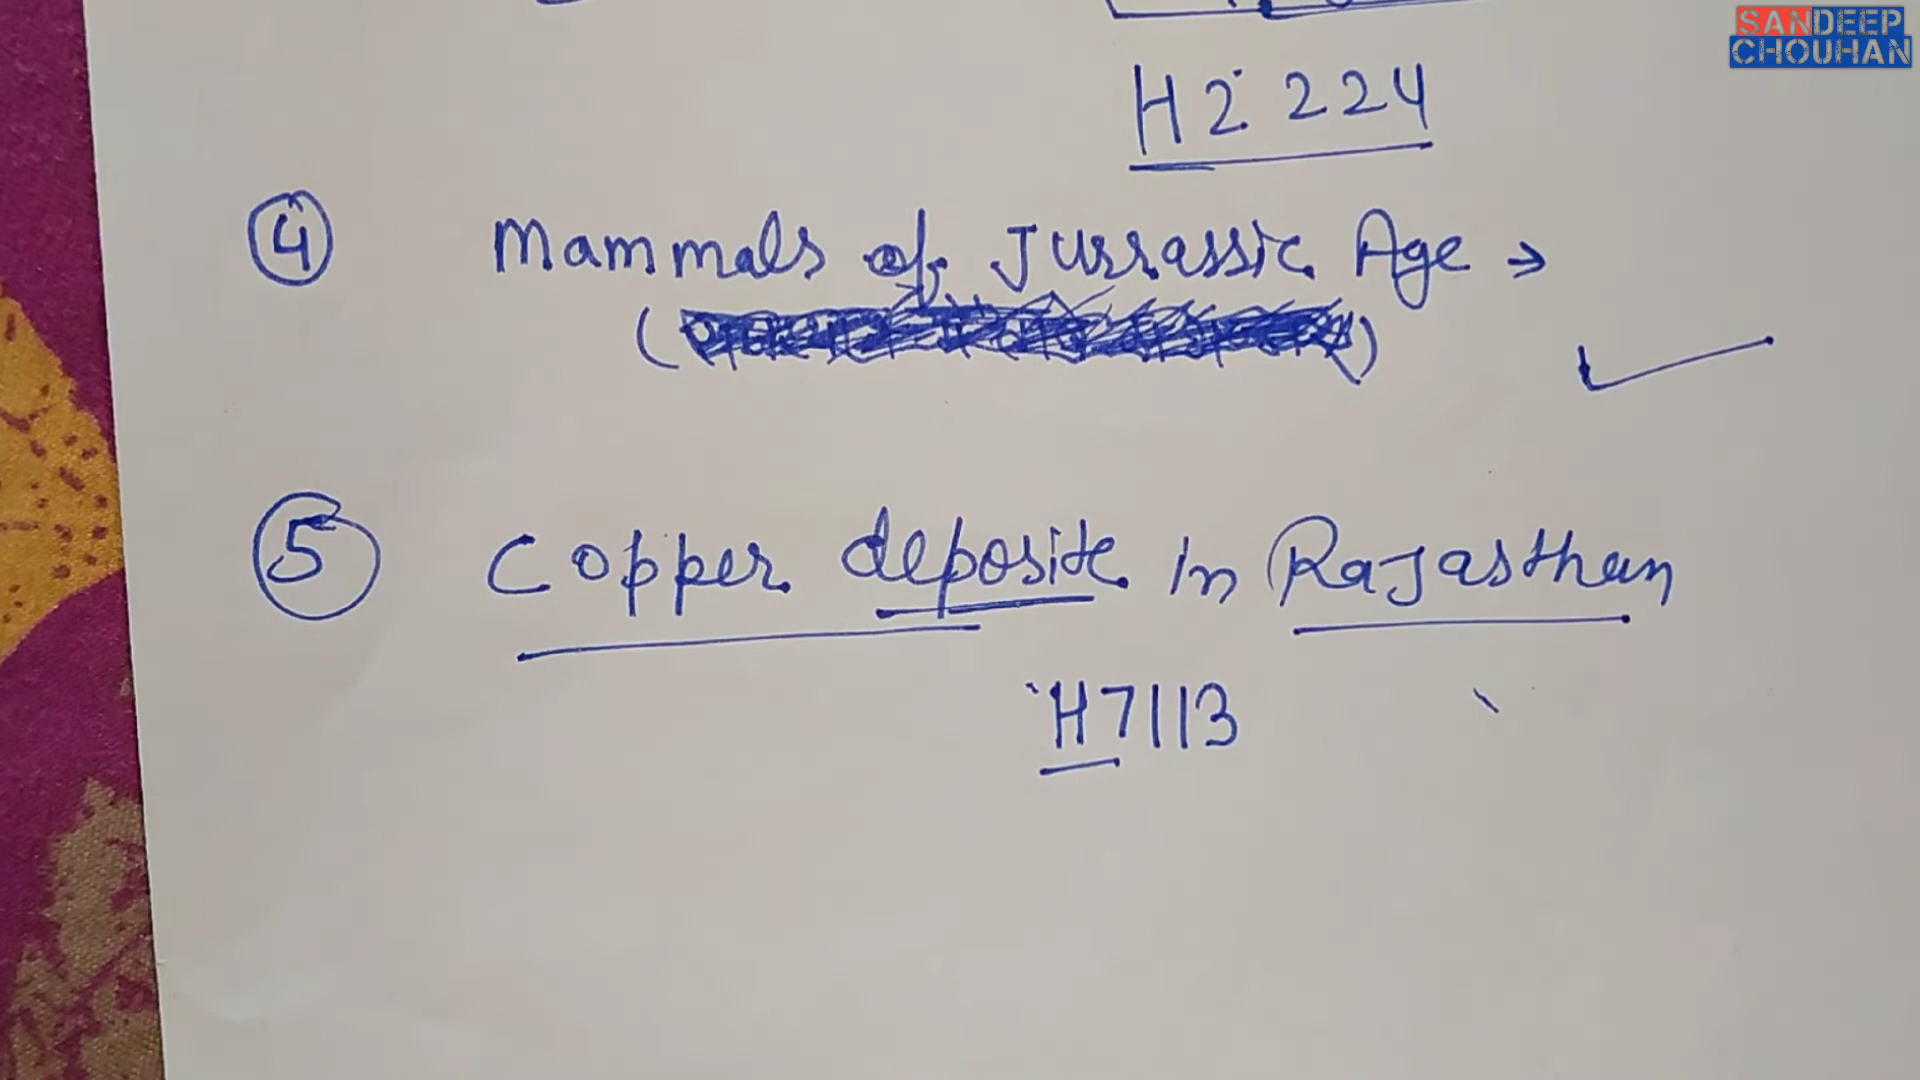 SANDEEP
CHOUHAN
H2 224
4 Mammals of Jurrassic Age →
5 Copper deposite in Rajasthan
H7113